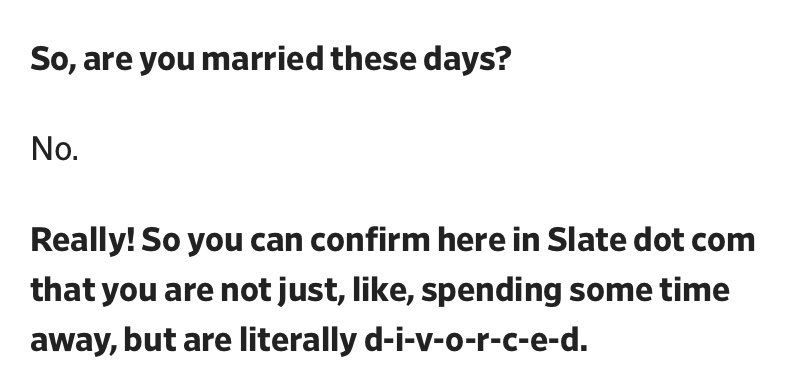 So, are you married these days?
No.
Really! So you can confirm here in Slate dot com
that you are not just, like, spending some time
away, but are literally d-i-v-o-r-c-e-d.